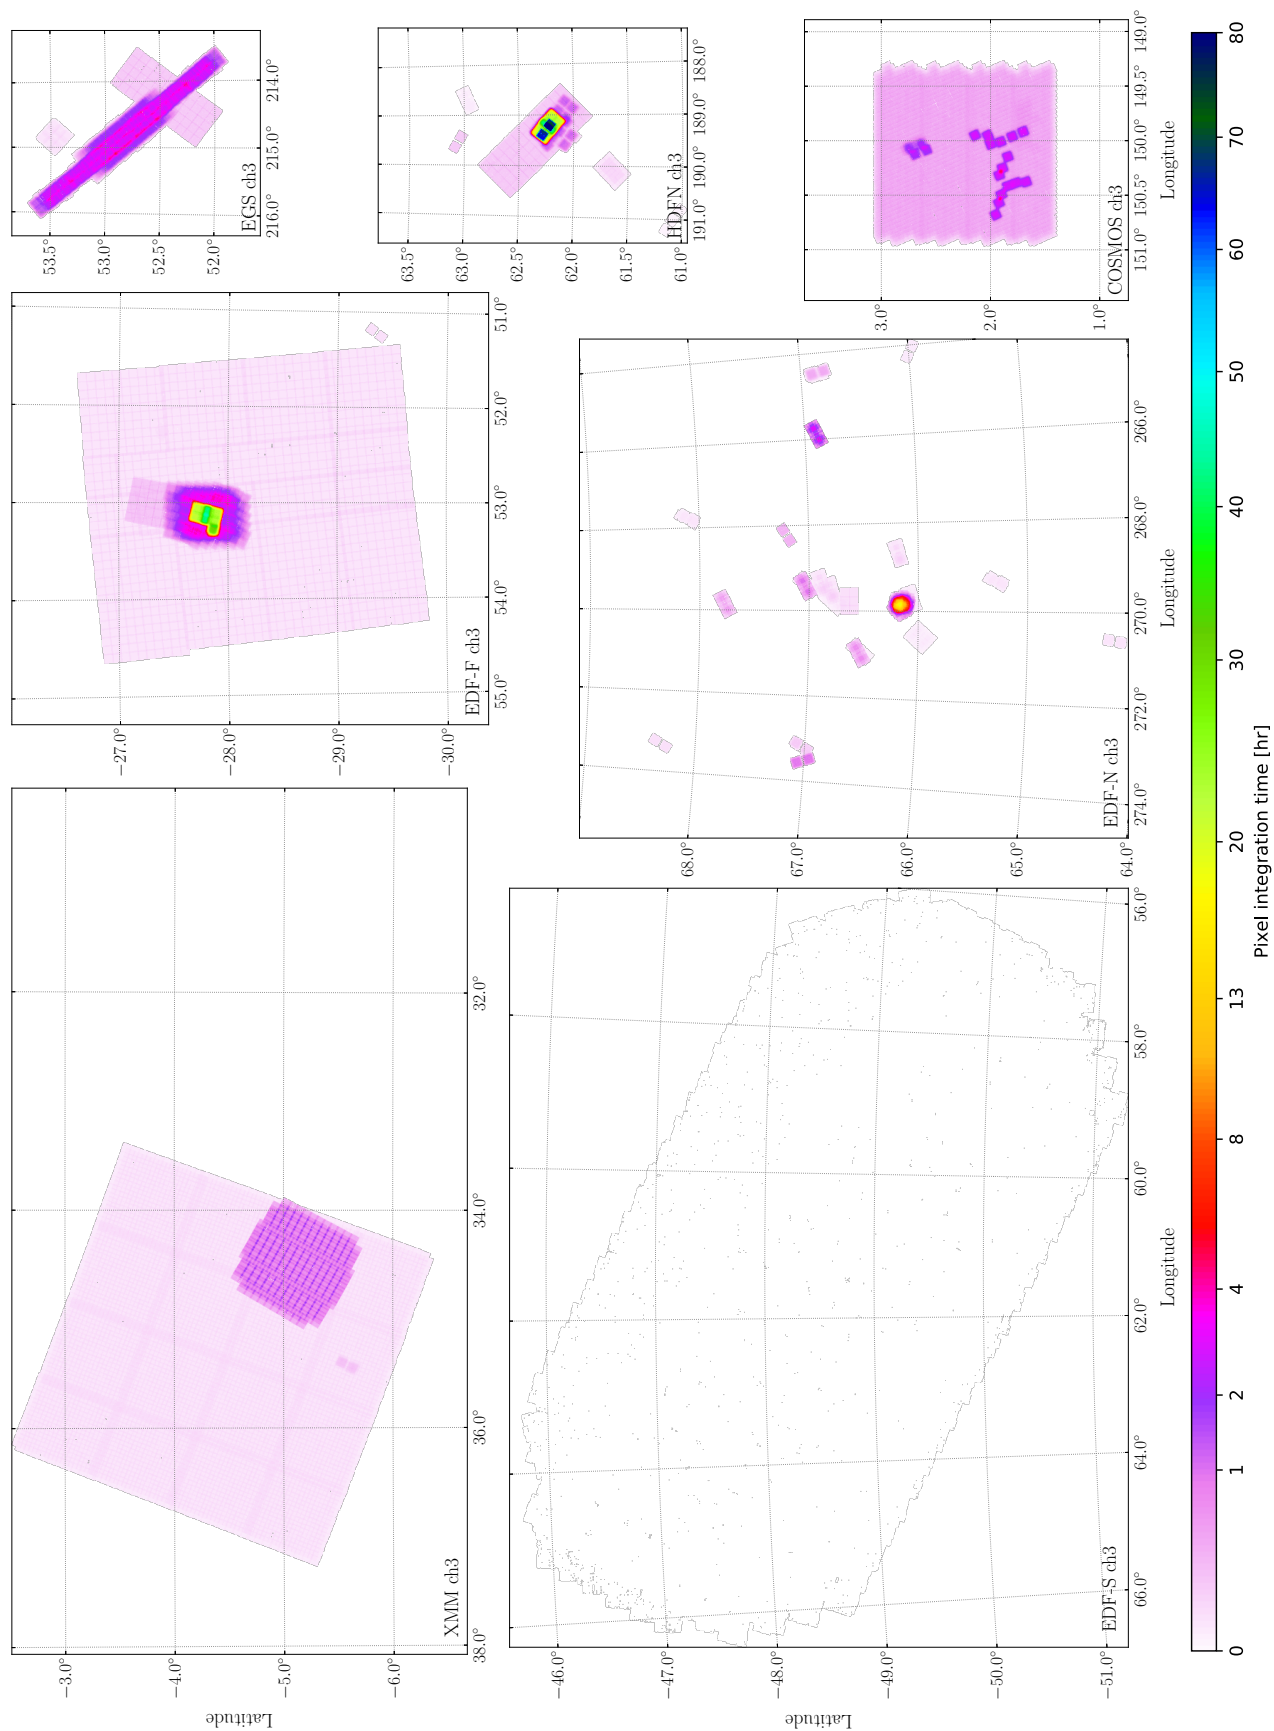 Latitude
−3.0°
−4.0°
−5.0°
−6.0°
XMM ch3
38.0° 36.0° 34.0° 32.0°
−27.0°
−28.0°
−29.0°
−30.0°
EDF-F ch3
55.0° 54.0° 53.0° 52.0° 51.0°
53.5°
53.0°
52.5°
52.0°
EGS ch3
216.0° 215.0° 214.0°
63.5°
63.0°
62.5°
62.0°
61.5°
61.0°
HDFN ch3
191.0° 190.0° 189.0° 188.0°
Latitude
−46.0°
−47.0°
−48.0°
−49.0°
−50.0°
−51.0°
EDF-S ch3
66.0° 64.0° 62.0° 60.0° 58.0° 56.0°
Longitude
68.0°
67.0°
66.0°
65.0°
64.0°
EDF-N ch3
274.0° 272.0° 270.0° 268.0° 266.0°
Longitude
3.0°
2.0°
1.0°
COSMOS ch3
151.0° 150.5° 150.0° 149.5° 149.0°
Longitude
0 1 2 4 8 13 20 30 40 50 60 70 80
Pixel integration time [hr]